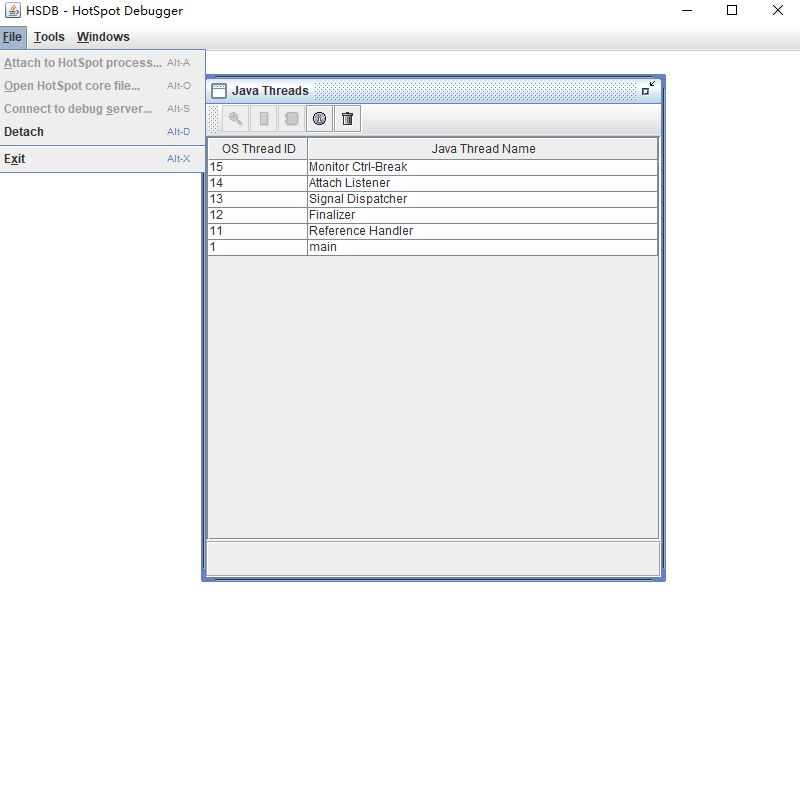 HSDB - HotSpot Debugger
File Tools Windows
Attach to HotSpot process... Alt-A
Open HotSpot core file... Alt-O
Connect to debug server... Alt-S
Detach Alt-D
Exit Alt-X
Java Threads
OS Thread ID Java Thread Name
15 Monitor Ctrl-Break
14 Attach Listener
13 Signal Dispatcher
12 Finalizer
11 Reference Handler
1 main